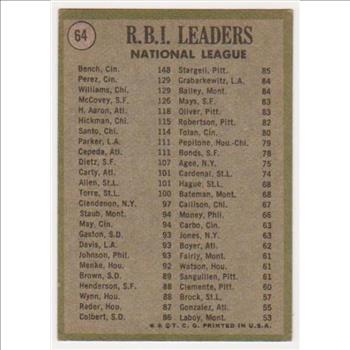 64
R.B.I. LEADERS
NATIONAL LEAGUE
Bench, Cin. 148 Stargell, Pitt. 85
Perez, Cin. 129 Grabarkewitz, L.A. 84
Williams, Chi. 129 Bailey, Mont. 84
McCovey, S.F. 126 Mays, S.F. 83
H. Aaron, Atl. 118 Oliver, Pitt. 83
Hickman, Chi. 115 Robertson, Pitt. 82
Santo, Chi. 114 Tolan, Cin. 80
Parker, L.A. 111 Pepitone, Hou.-Chi. 79
Cepeda, Atl. 111 Bonds, S.F. 78
Dietz, S.F. 107 Agee, N.Y. 75
Carty, Atl. 101 Cardenal, St.L. 74
Allen, St.L. 101 Hague, St.L. 68
Torre, St.L. 100 Bateman, Mont. 68
Clendenon, N.Y. 97 Callison, Chi. 67
Staub, Mont. 94 Money, Phil. 66
May, Cin. 94 Carbo, Cin. 63
Gaston, S.D. 93 Jones, N.Y. 63
Davis, L.A. 93 Boyer, Atl. 62
Johnson, Phil. 93 Fairly, Mont. 61
Menke, Hou. 92 Watson, Hou. 61
Brown, S.D. 89 Sanguillen, Pitt. 61
Henderson, S.F. 88 Clemente, Pitt. 60
Wynn, Hou. 88 Brock, St.L. 57
Rader, Hou. 87 Gonzalez, Atl. 55
Colbert, S.D. 86 Laboy, Mont. 53
© T.C.G. PRINTED IN U.S.A.